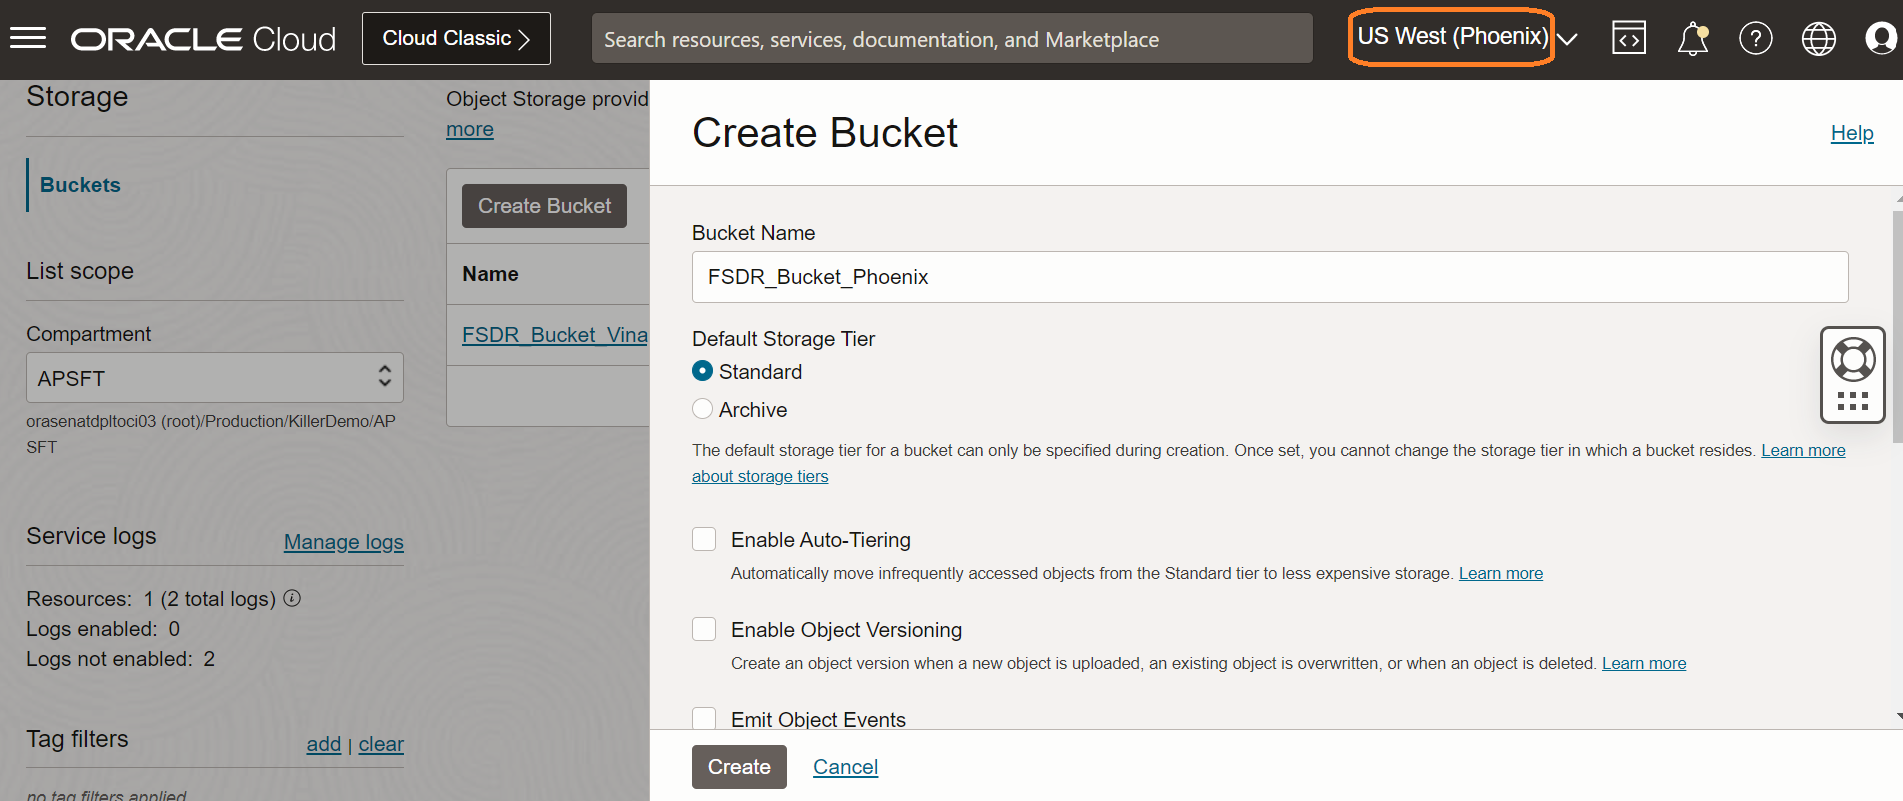 ORACLE Cloud
Cloud Classic
Search resources, services, documentation, and Marketplace
US West (Phoenix)
Storage
Buckets
List scope
Compartment
APSFT
orasenatdpltoci03 (root)/Production/KillerDemo/AP
SFT
Service logs
Manage logs
Resources: 1 (2 total logs)
Logs enabled: 0
Logs not enabled: 2
Tag filters
add | clear
no tag filters applied
Object Storage provid
more
Create Bucket
Name
FSDR_Bucket_Vina
Create Bucket
Help
Bucket Name
FSDR_Bucket_Phoenix
Default Storage Tier
Standard
Archive
The default storage tier for a bucket can only be specified during creation. Once set, you cannot change the storage tier in which a bucket resides. Learn more
about storage tiers
Enable Auto-Tiering
Automatically move infrequently accessed objects from the Standard tier to less expensive storage. Learn more
Enable Object Versioning
Create an object version when a new object is uploaded, an existing object is overwritten, or when an object is deleted. Learn more
Emit Object Events
Create
Cancel